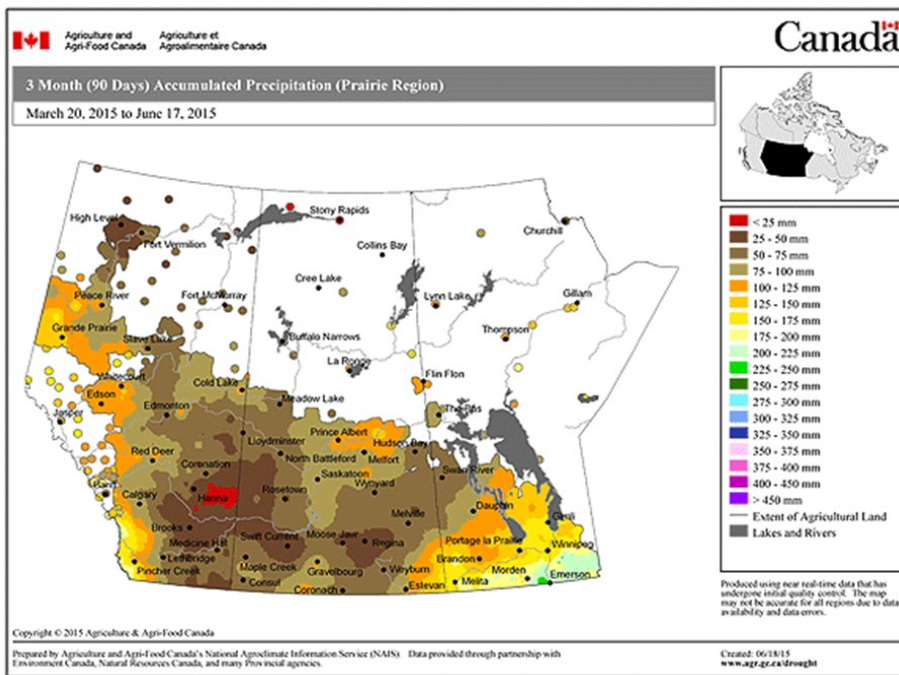 Agriculture and Agri-Food Canada
Agriculture et Agroalimentaire Canada
Canada
3 Month (90 Days) Accumulated Precipitation (Prairie Region)
March 20, 2015 to June 17, 2015
Stony Rapids
High Level
Fort Vermilion
Collins Bay
Churchill
Cree Lake
Peace River
Fort McMurray
Lynn Lake
Gillam
Grande Prairie
Slave Lake
Buffalo Narrows
Thompson
La Ronge
Whitecourt
Cold Lake
Flin Flon
Edson
Meadow Lake
Jasper
Edmonton
The Pas
Lloydminster
Prince Albert
Hudson Bay
Red Deer
North Battleford
Melfort
Coronation
Saskatoon
Swan River
Banff
Hanna
Rosetown
Wynyard
Calgary
Dauphin
Gimli
Brooks
Melville
Medicine Hat
Swift Current
Moose Jaw
Regina
Portage la Prairie
Winnipeg
Lethbridge
Maple Creek
Gravelbourg
Weyburn
Brandon
Pincher Creek
Consul
Coronach
Estevan
Melita
Morden
Emerson
< 25 mm
25 - 50 mm
50 - 75 mm
75 - 100 mm
100 - 125 mm
125 - 150 mm
150 - 175 mm
175 - 200 mm
200 - 225 mm
225 - 250 mm
250 - 275 mm
275 - 300 mm
300 - 325 mm
325 - 350 mm
350 - 375 mm
375 - 400 mm
400 - 450 mm
> 450 mm
Extent of Agricultural Land
Lakes and Rivers
Produced using near real-time data that has
undergone initial quality control. The map
may not be accurate for all regions due to data
availability and data errors.
Copyright © 2015 Agriculture & Agri-Food Canada
Prepared by Agriculture and Agri-Food Canada's National Agroclimate Information Service (NAIS). Data provided through partnership with
Environment Canada, Natural Resources Canada, and many Provincial agencies.
Created: 06/18/15
www.agr.gc.ca/drought